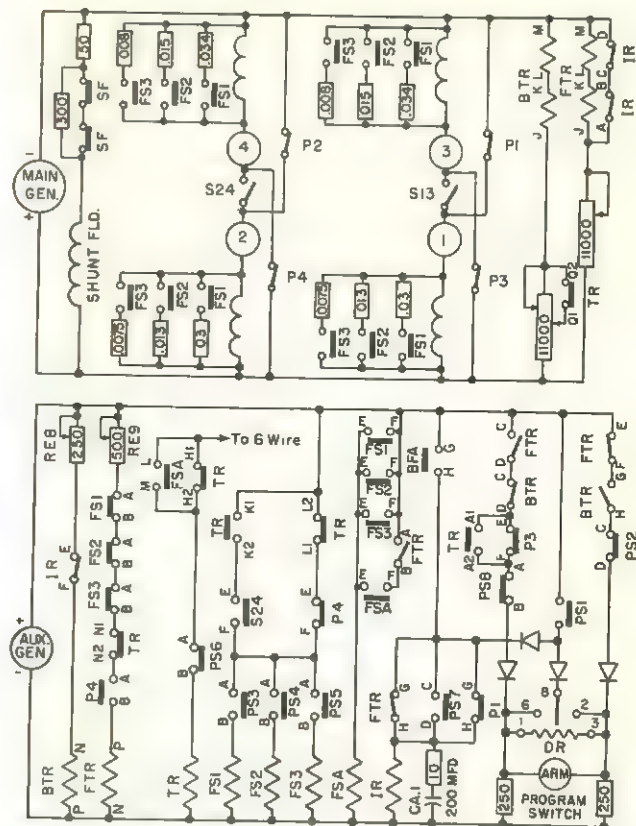 MAIN
GEN.
-
+
50
300
SF
SF
SHUNT FLD.
.008
.015
.034
FS3
FS2
FS1
4
S24
2
P2
P4
FS3
FS2
FS1
.0075
.013
.03
.008
.015
.034
FS3
FS2
FS1
3
S13
1
P1
P3
FS3
FS2
FS1
.0075
.013
.03
BTR
M
KL
J
FTR
M
KL
J
D
C
B
A
IR
IR
11000
11000
Q1
Q2
TR
AUX.
GEN
+
-
RE8
250
RE9
500
IR
E
F
FS1
A
B
FS2
A
B
FS3
A
B
N1
N2
TR
P4
A
B
BTR
N
P
FTR
P
N
To 6 Wire
L
M
FSA
H1
H2
TR
PS6
A
B
TR
K1
K2
TR
L2
L1
TR
S24
E
F
P4
E
F
PS3
A
B
PS4
A
B
PS5
A
B
FS1
FS2
FS3
FSA
IR
E
F
FS1
E
F
FS2
E
F
FS3
A
B
FTR
E
F
FSA
BFA
G
H
FTR
G
H
PS7
C
D
P1
G
H
10
CA.1
200 MFD
C
D
FTR
BTR
D
E
TR
A1
A2
P3
E
F
PS8
A
B
PS1
E
FTR
F
G
BTR
H
PS2
C
D
6
8
2
1
3
DR
ARM
250
PROGRAM
SWITCH
250